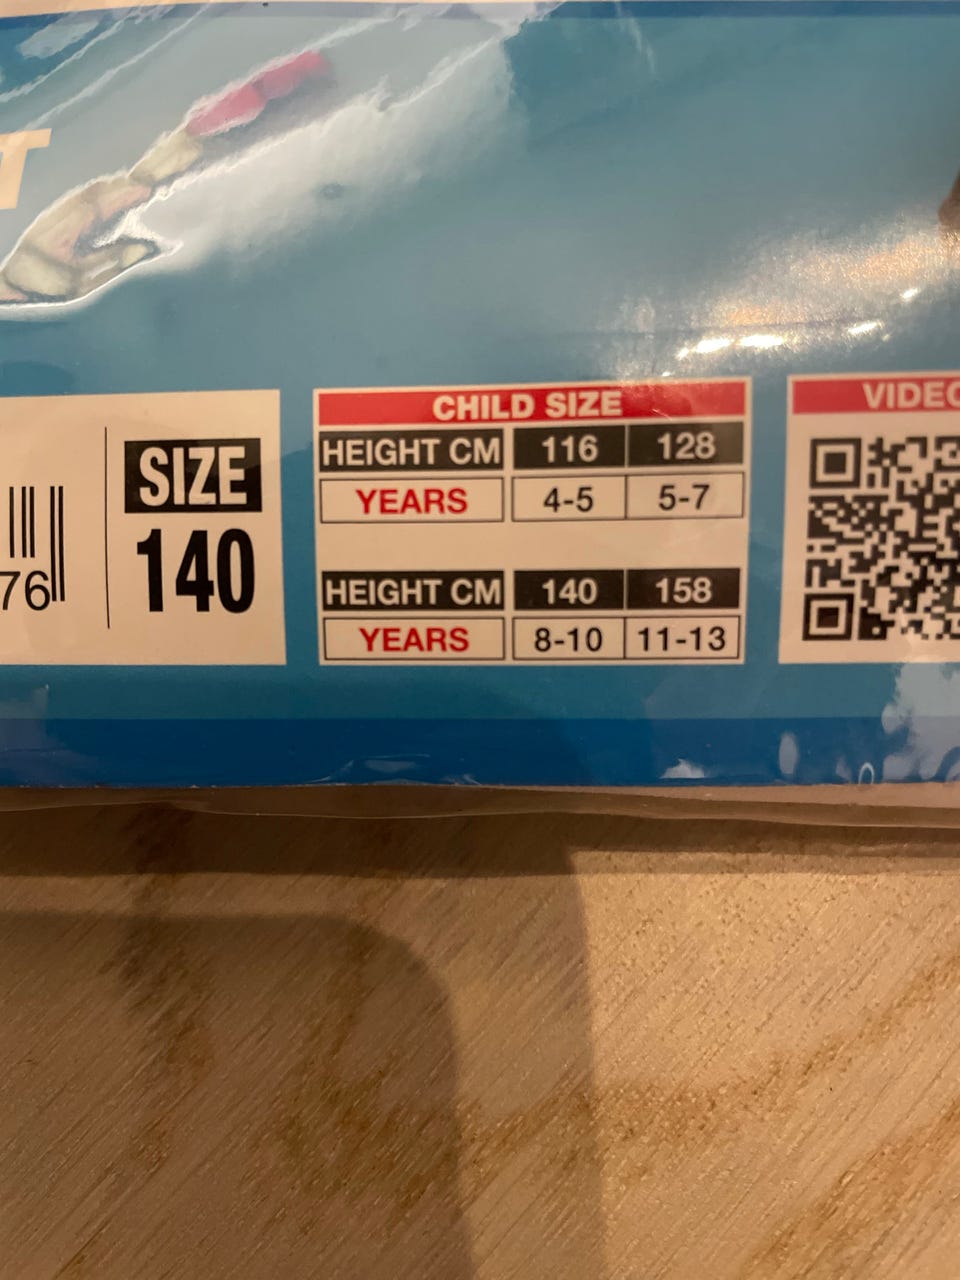 T
76
SIZE
140
CHILD SIZE
HEIGHT CM 116 128
YEARS 4-5 5-7
HEIGHT CM 140 158
YEARS 8-10 11-13
VIDEO